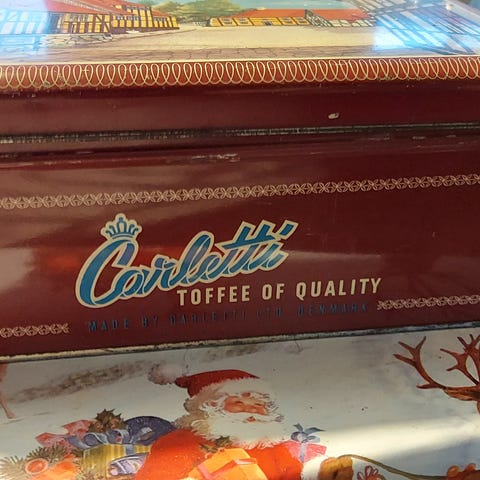 Carletti
TOFFEE OF QUALITY
MADE BY CARLETTI LTD. DENMARK